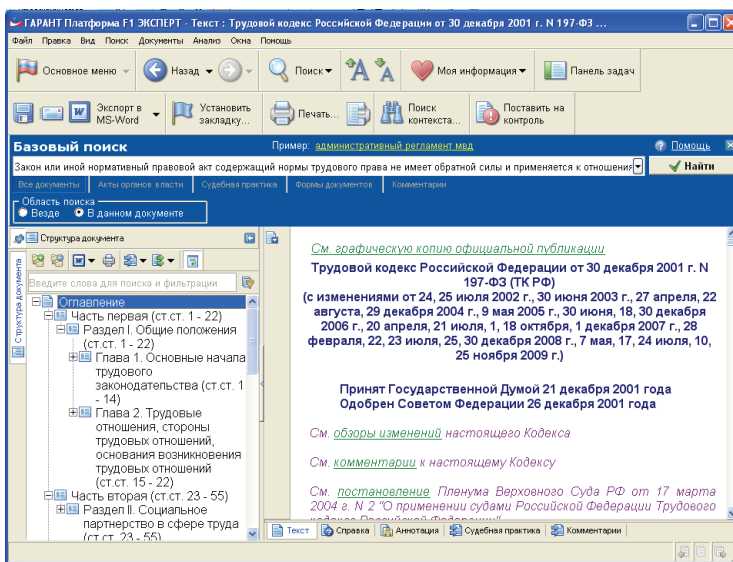 ГАРАНТ Платформа F1 ЭКСПЕРТ - Текст : Трудовой кодекс Российской Федерации от 30 декабря 2001 г. N 197-ФЗ ...
Файл Правка Вид Поиск Документы Анализ Окна Помощь
Основное меню Назад Поиск A A Моя информация Панель задач
Экспорт в MS-Word Установить закладку... Печать... Поиск контекста... Поставить на контроль
Базовый поиск Пример: административный регламент мвд Помощь
Закон или иной нормативный правовой акт содержащий нормы трудового права не имеет обратной силы и применяется к отношения Найти
Все документы Акты органов власти Судебная практика Формы документов Комментарии
Область поиска
Везде В данном документе
Структура документа
Структура документа
Введите слова для поиска и фильтрации
Оглавление
Часть первая (ст.ст. 1 - 22)
Раздел I. Общие положения
(ст.ст. 1 - 22)
Глава 1. Основные начала
трудового
законодательства (ст.ст. 1
- 14)
Глава 2. Трудовые
отношения, стороны
трудовых отношений,
основания возникновения
трудовых отношений
(ст.ст. 15 - 22)
Часть вторая (ст.ст. 23 - 55)
Раздел II. Социальное
партнерство в сфере труда
(ст.ст. 23 - 55)
См. графическую копию официальной публикации
Трудовой кодекс Российской Федерации от 30 декабря 2001 г. N
197-ФЗ (ТК РФ)
(с изменениями от 24, 25 июля 2002 г., 30 июня 2003 г., 27 апреля, 22
августа, 29 декабря 2004 г., 9 мая 2005 г., 30 июня, 18, 30 декабря
2006 г., 20 апреля, 21 июля, 1, 18 октября, 1 декабря 2007 г., 28
февраля, 22, 23 июля, 25, 30 декабря 2008 г., 7 мая, 17, 24 июля, 10,
25 ноября 2009 г.)
Принят Государственной Думой 21 декабря 2001 года
Одобрен Советом Федерации 26 декабря 2001 года
См. обзоры изменений настоящего Кодекса
См. комментарии к настоящему Кодексу
См. постановление Пленума Верховного Суда РФ от 17 марта
2004 г. N 2 "О применении судами Российской Федерации Трудового
кодекса Российской Федерации"
Текст Справка Аннотация Судебная практика Комментарии